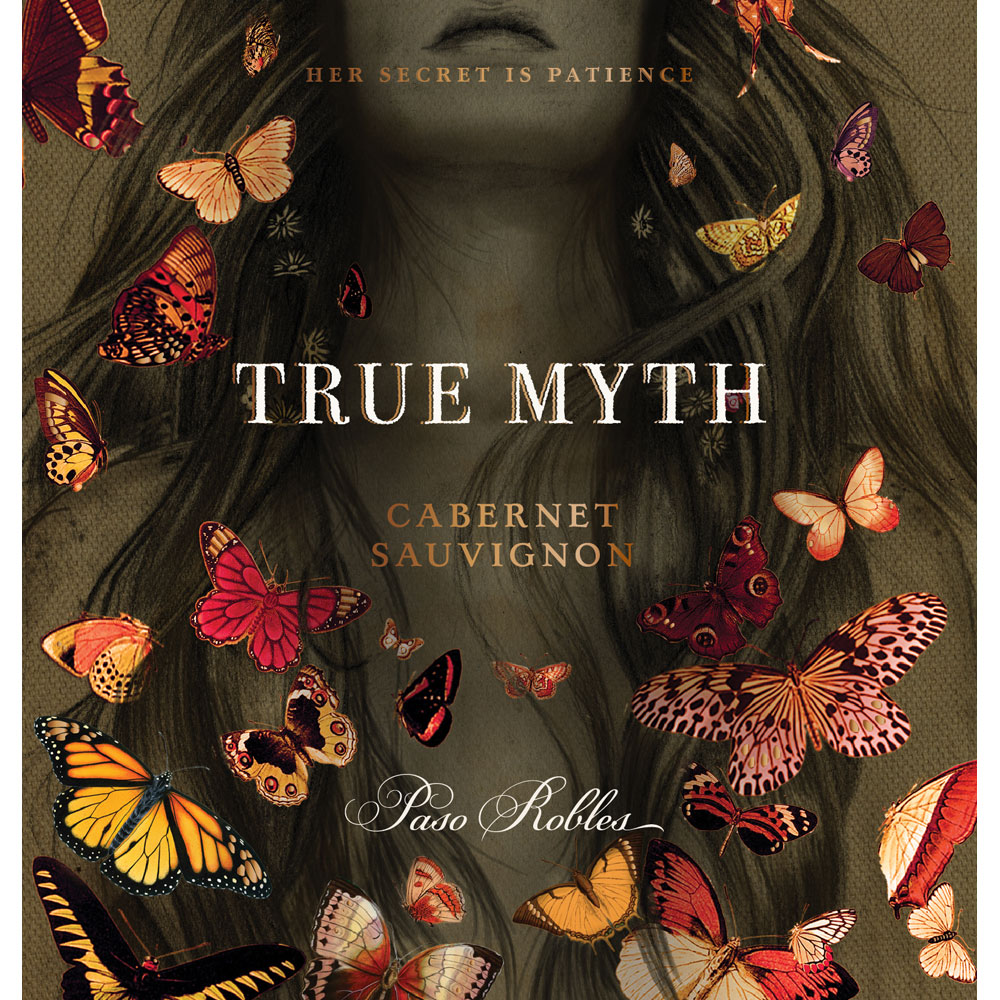 HER SECRET IS PATIENCE
TRUE MYTH
CABERNET
SAUVIGNON
Paso Robles